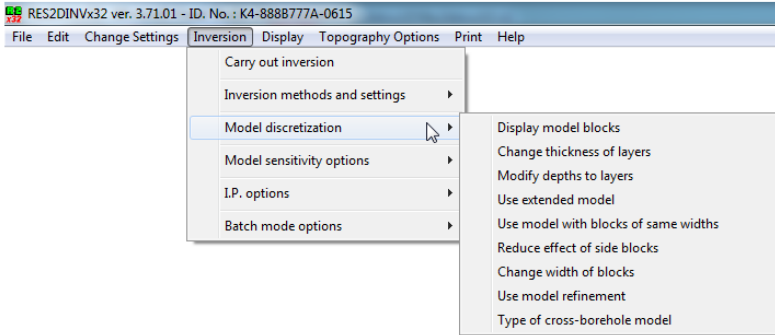 RES2DINVx32 ver. 3.71.01 - ID. No. : K4-888B777A-0615
File Edit Change Settings Inversion Display Topography Options Print Help
Carry out inversion
Inversion methods and settings
Model discretization
Model sensitivity options
I.P. options
Batch mode options
Display model blocks
Change thickness of layers
Modify depths to layers
Use extended model
Use model with blocks of same widths
Reduce effect of side blocks
Change width of blocks
Use model refinement
Type of cross-borehole model